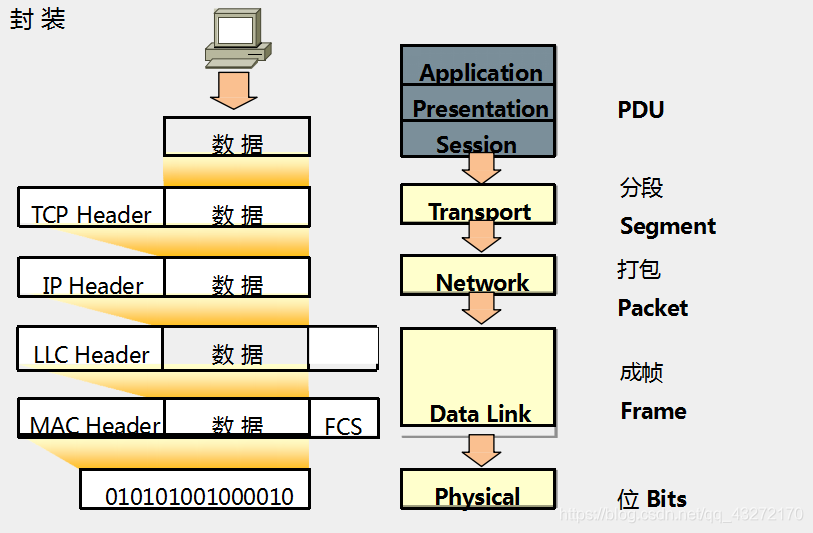 封 装
Application
Presentation
PDU
数 据
Session
分段
TCP Header
数 据
Transport
Segment
打包
IP Header
数 据
Network
Packet
LLC Header
数 据
成帧
Data Link
Frame
MAC Header
数 据
FCS
010101001000010
Physical
位 Bits
https://blog.csdn.net/qq_43272170